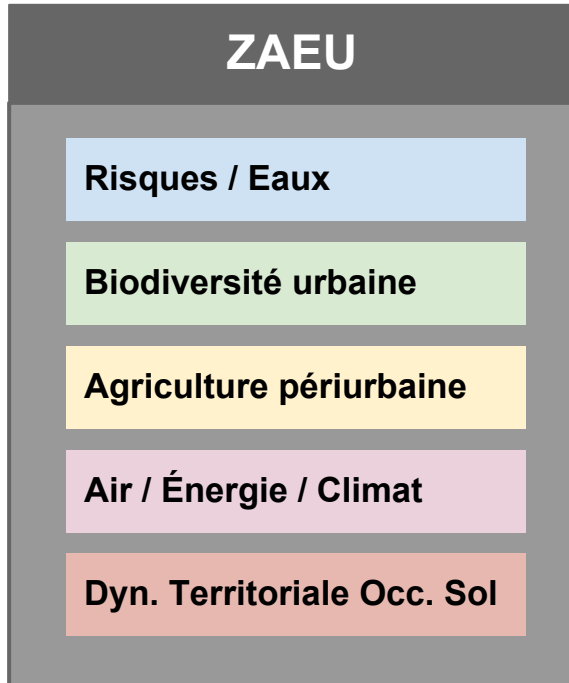 ZAEU
Risques / Eaux
Biodiversité urbaine
Agriculture périurbaine
Air / Énergie / Climat
Dyn. Territoriale Occ. Sol